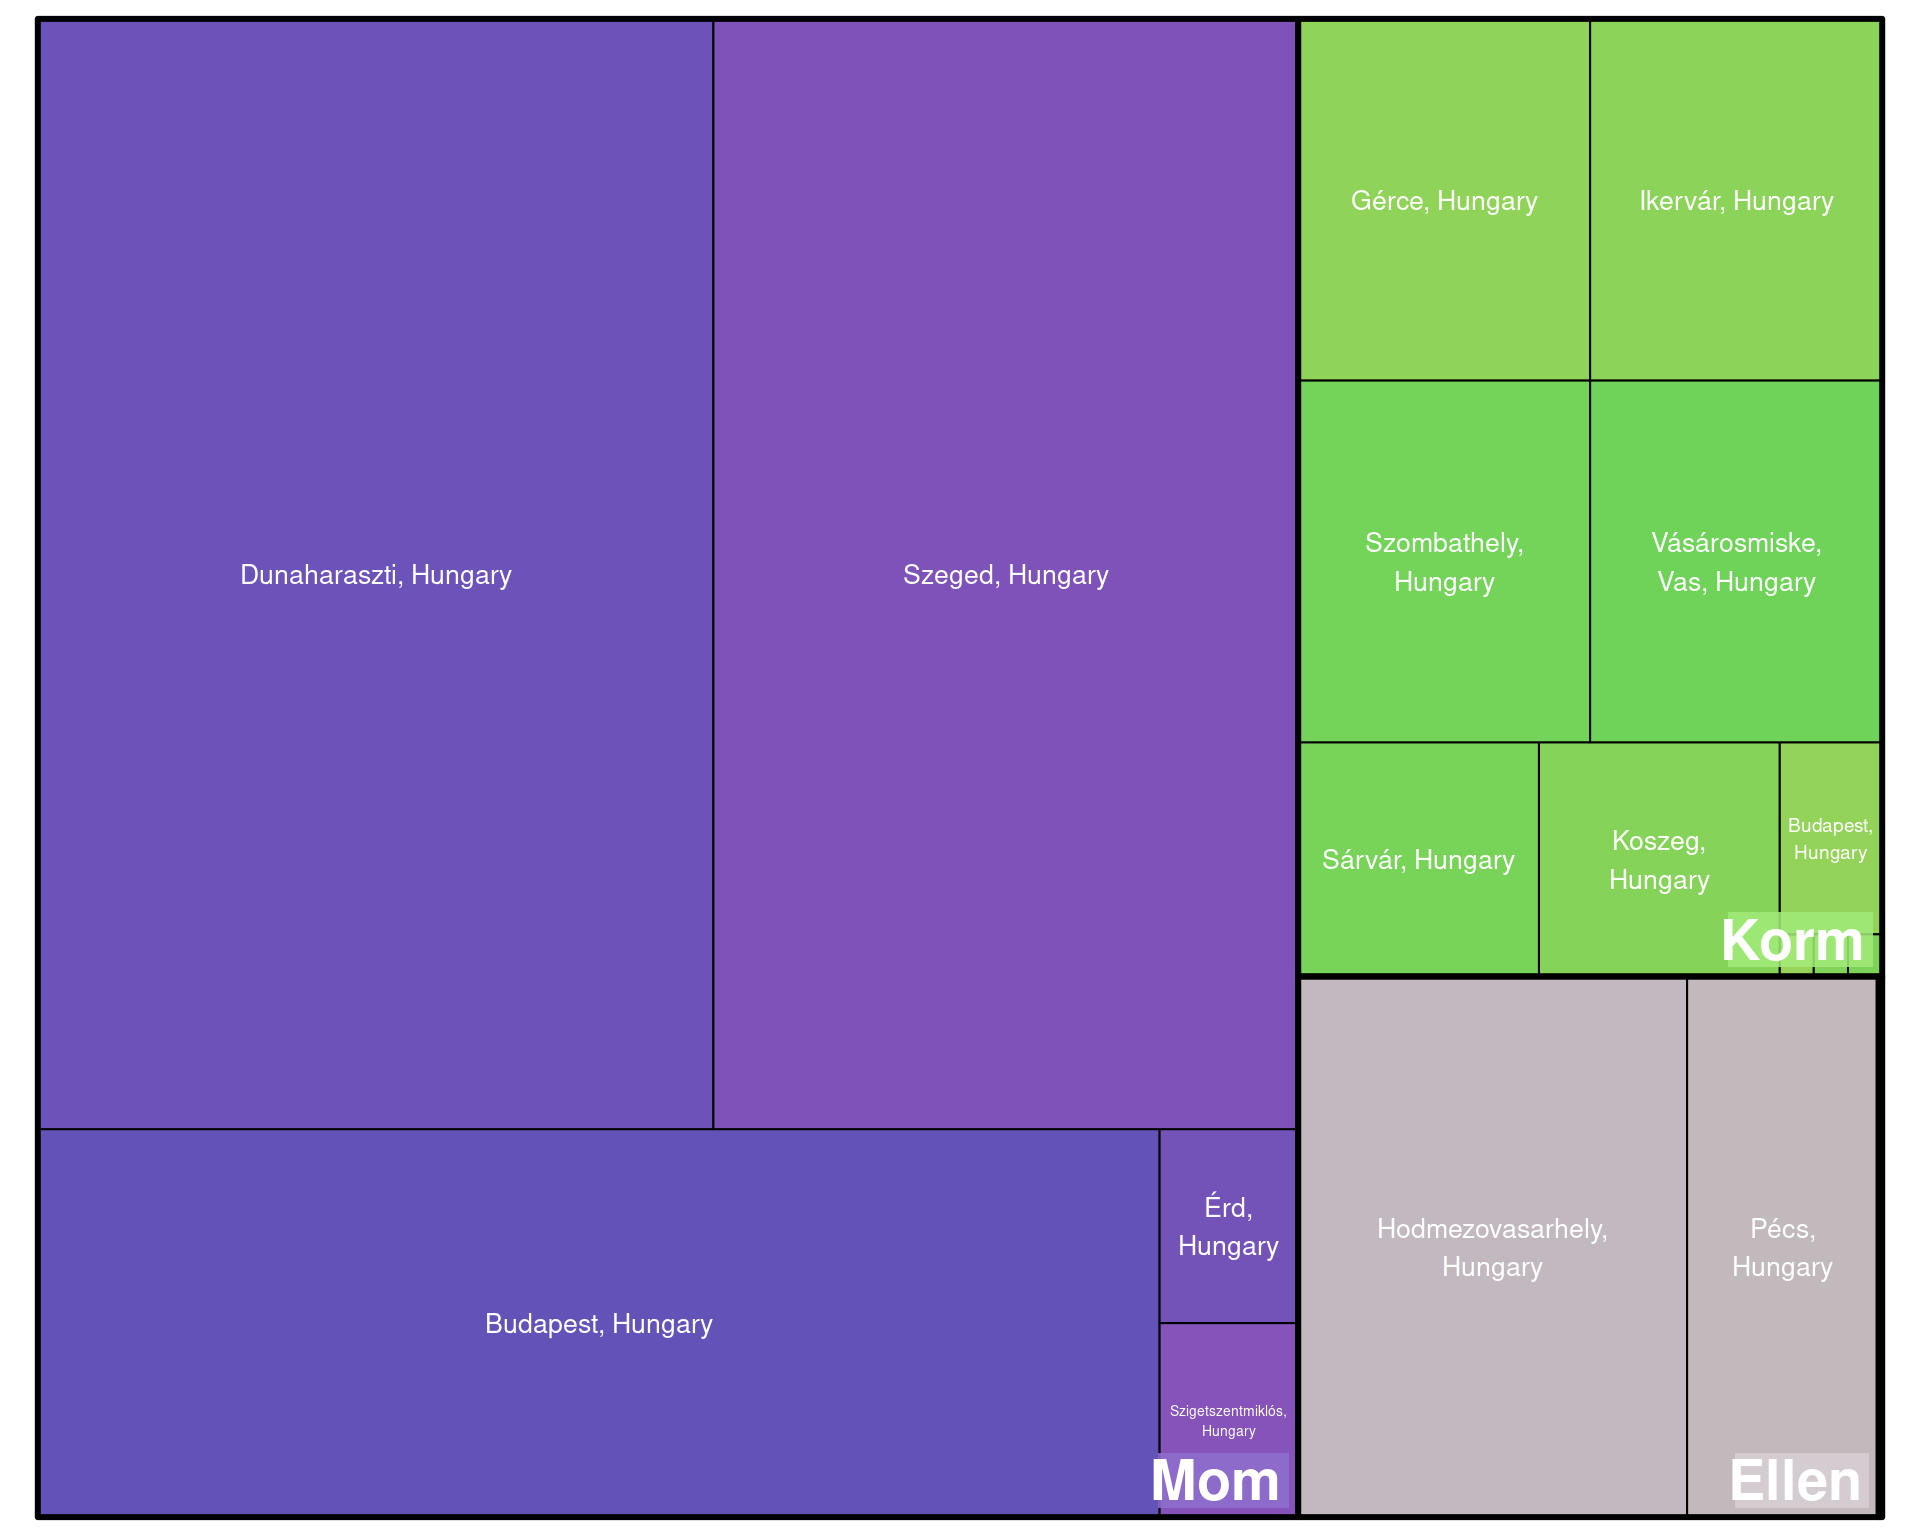 Dunaharaszti, Hungary
Szeged, Hungary
Budapest, Hungary
Érd,
Hungary
Szigetszentmiklós,
Hungary
Mom
Gérce, Hungary
Ikervár, Hungary
Szombathely,
Hungary
Vásárosmiske,
Vas, Hungary
Sárvár, Hungary
Koszeg,
Hungary
Budapest,
Hungary
Korm
Hodmezovasarhely,
Hungary
Pécs,
Hungary
Ellen